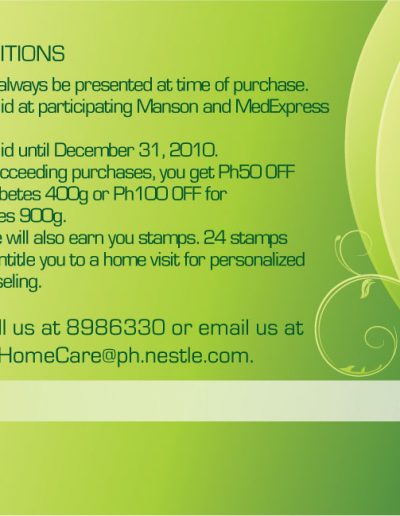 ITIONS
always be presented at time of purchase.
id at participating Manson and MedExpress
id until December 31, 2010.
cceeding purchases, you get Ph50 OFF
betes 400g or Ph100 OFF for
es 900g.
e will also earn you stamps. 24 stamps
ntitle you to a home visit for personalized
seling.
ll us at 8986330 or email us at
HomeCare@ph.nestle.com.